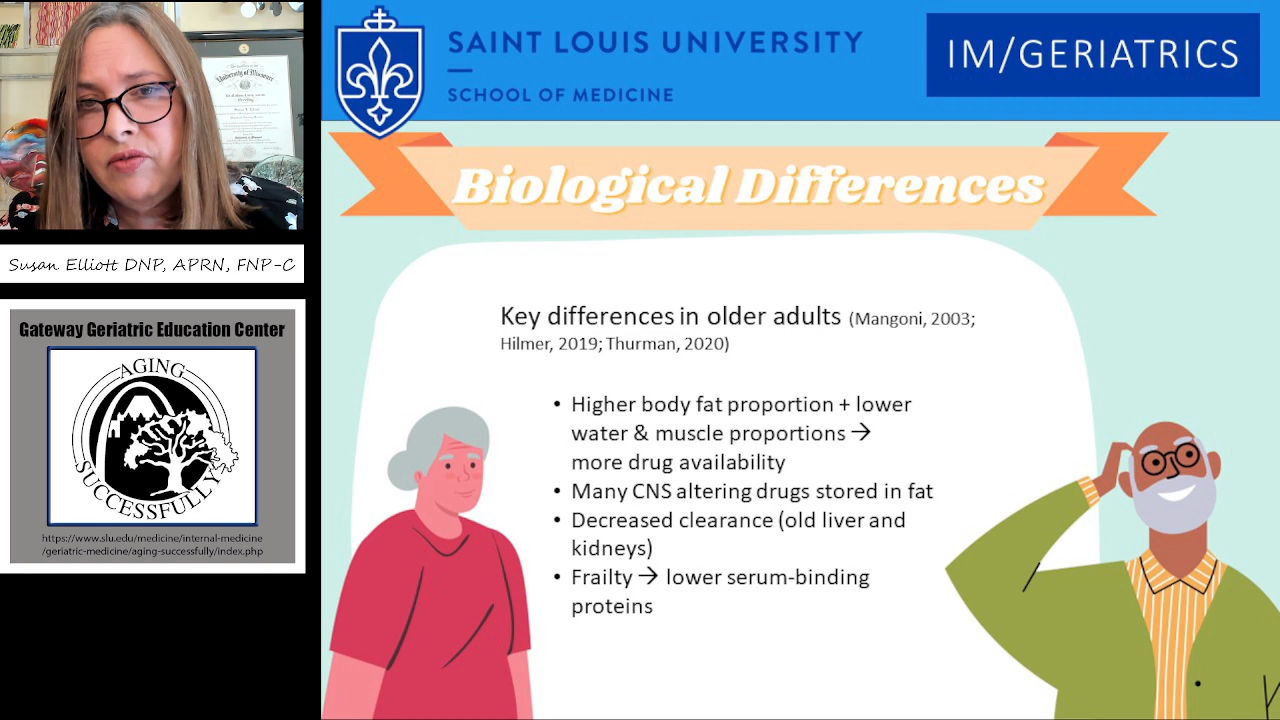 University of Missouri
Susan Elliott DNP, APRN, FNP-C
Gateway Geriatric Education Center
AGING
SUCCESSFULLY
https://www.slu.edu/medicine/internal-medicine
/geriatric-medicine/aging-successfully/index.php
SAINT LOUIS UNIVERSITY
SCHOOL OF MEDICINE
IM/GERIATRICS
Biological Differences
Key differences in older adults (Mangoni, 2003;
Hilmer, 2019; Thurman, 2020)
• Higher body fat proportion + lower
water & muscle proportions →
more drug availability
• Many CNS altering drugs stored in fat
• Decreased clearance (old liver and
kidneys)
• Frailty → lower serum-binding
proteins